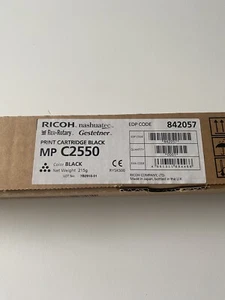 RICOH nashuatec EDP CODE 842057
Rex-Rotary Gestetner
PRINT CARTRIDGE BLACK
MP C2550
Color BLACK
Net Weight 215g
RICOH COMPANY, LTD.
Made in Japan